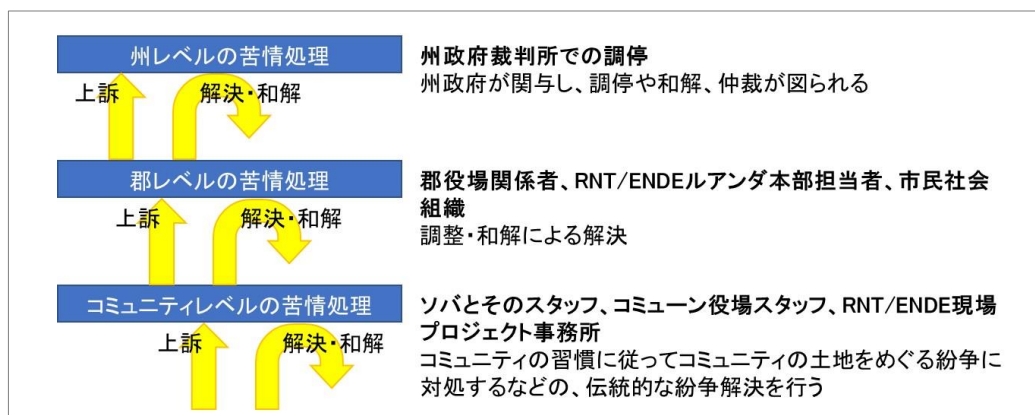 州レベルの苦情処理
州政府裁判所での調停
州政府が関与し、調停や和解、仲裁が図られる
上訴
解決・和解
郡レベルの苦情処理
郡役場関係者、RNT/ENDEルアンダ本部担当者、市民社会
組織
調整・和解による解決
上訴
解決・和解
コミュニティレベルの苦情処理
ソバとそのスタッフ、コミューン役場スタッフ、RNT/ENDE現場
プロジェクト事務所
コミュニティの習慣に従ってコミュニティの土地をめぐる紛争に
対処するなどの、伝統的な紛争解決を行う
上訴
解決・和解